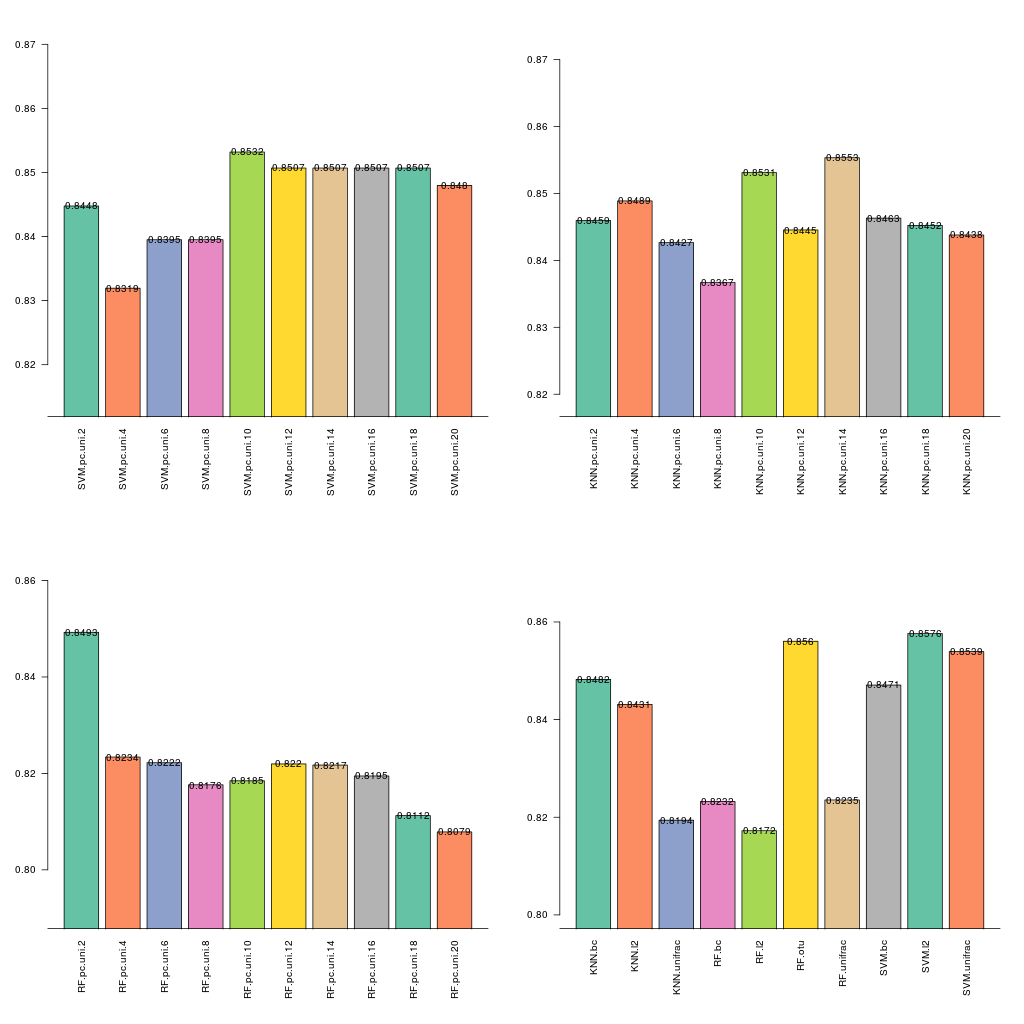 0.87
0.86
0.85
0.84
0.83
0.82
0.8448
0.8319
0.8395
0.8395
0.8532
0.8507
0.8507
0.8507
0.8507
0.848
SVM.pc.uni.2
SVM.pc.uni.4
SVM.pc.uni.6
SVM.pc.uni.8
SVM.pc.uni.10
SVM.pc.uni.12
SVM.pc.uni.14
SVM.pc.uni.16
SVM.pc.uni.18
SVM.pc.uni.20
0.87
0.86
0.85
0.84
0.83
0.82
0.8459
0.8489
0.8427
0.8367
0.8531
0.8445
0.8553
0.8463
0.8452
0.8438
KNN.pc.uni.2
KNN.pc.uni.4
KNN.pc.uni.6
KNN.pc.uni.8
KNN.pc.uni.10
KNN.pc.uni.12
KNN.pc.uni.14
KNN.pc.uni.16
KNN.pc.uni.18
KNN.pc.uni.20
0.86
0.84
0.82
0.80
0.8493
0.8234
0.8222
0.8176
0.8185
0.822
0.8217
0.8195
0.8112
0.8079
RF.pc.uni.2
RF.pc.uni.4
RF.pc.uni.6
RF.pc.uni.8
RF.pc.uni.10
RF.pc.uni.12
RF.pc.uni.14
RF.pc.uni.16
RF.pc.uni.18
RF.pc.uni.20
0.86
0.84
0.82
0.80
0.8482
0.8431
0.8194
0.8232
0.8172
0.856
0.8235
0.8471
0.8576
0.8539
KNN.bc
KNN.l2
KNN.unifrac
RF.bc
RF.l2
RF.otu
RF.unifrac
SVM.bc
SVM.l2
SVM.unifrac